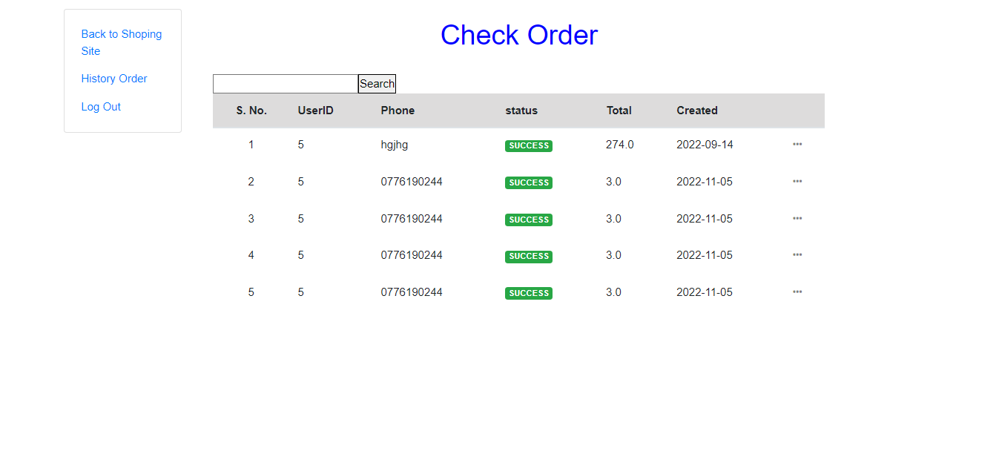 Back to Shoping
Site
History Order
Log Out
Check Order
Search
S. No. UserID Phone status Total Created
1 5 hgjhg SUCCESS 274.0 2022-09-14 •••
2 5 0776190244 SUCCESS 3.0 2022-11-05 •••
3 5 0776190244 SUCCESS 3.0 2022-11-05 •••
4 5 0776190244 SUCCESS 3.0 2022-11-05 •••
5 5 0776190244 SUCCESS 3.0 2022-11-05 •••